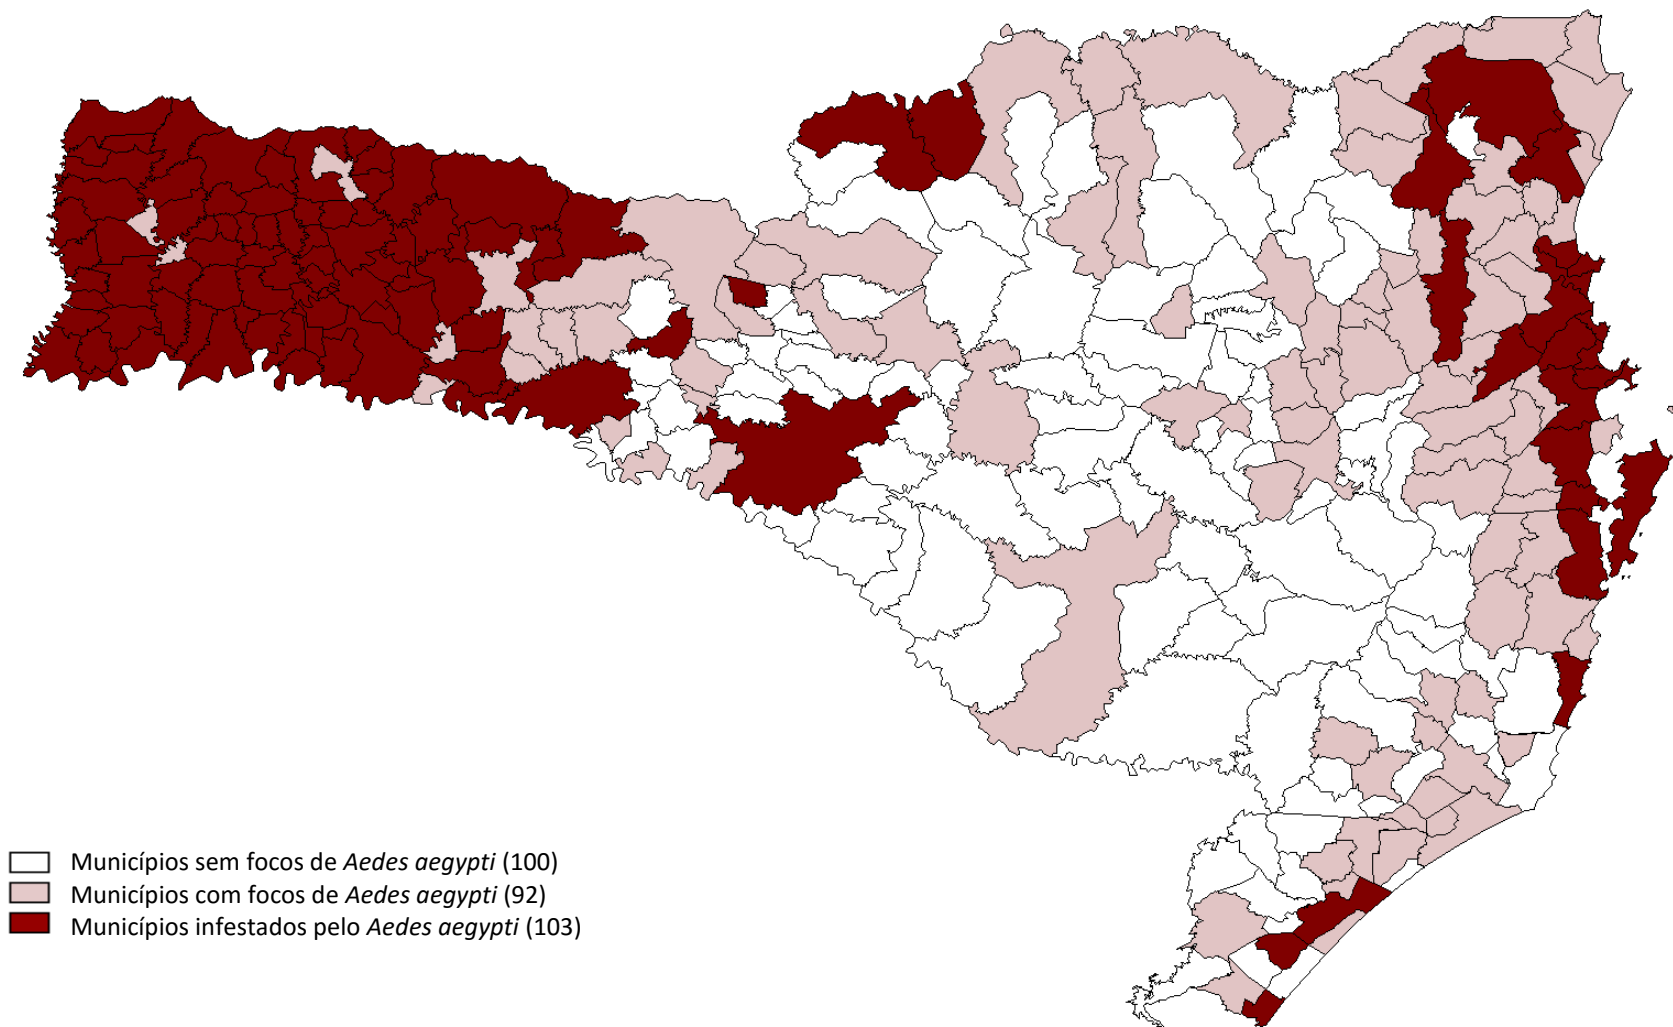 Municípios sem focos de Aedes aegypti (100)
Municípios com focos de Aedes aegypti (92)
Municípios infestados pelo Aedes aegypti (103)